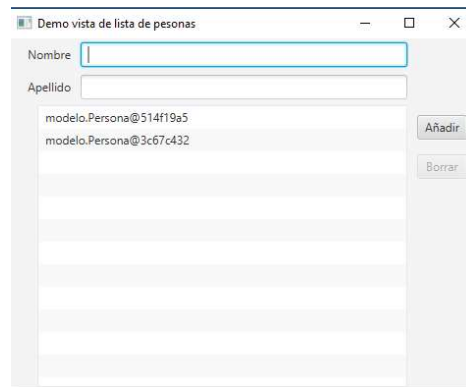 Demo vista de lista de pesonas
Nombre
Apellido
modelo.Persona@514f19a5
modelo.Persona@3c67c432
Añadir
Borrar